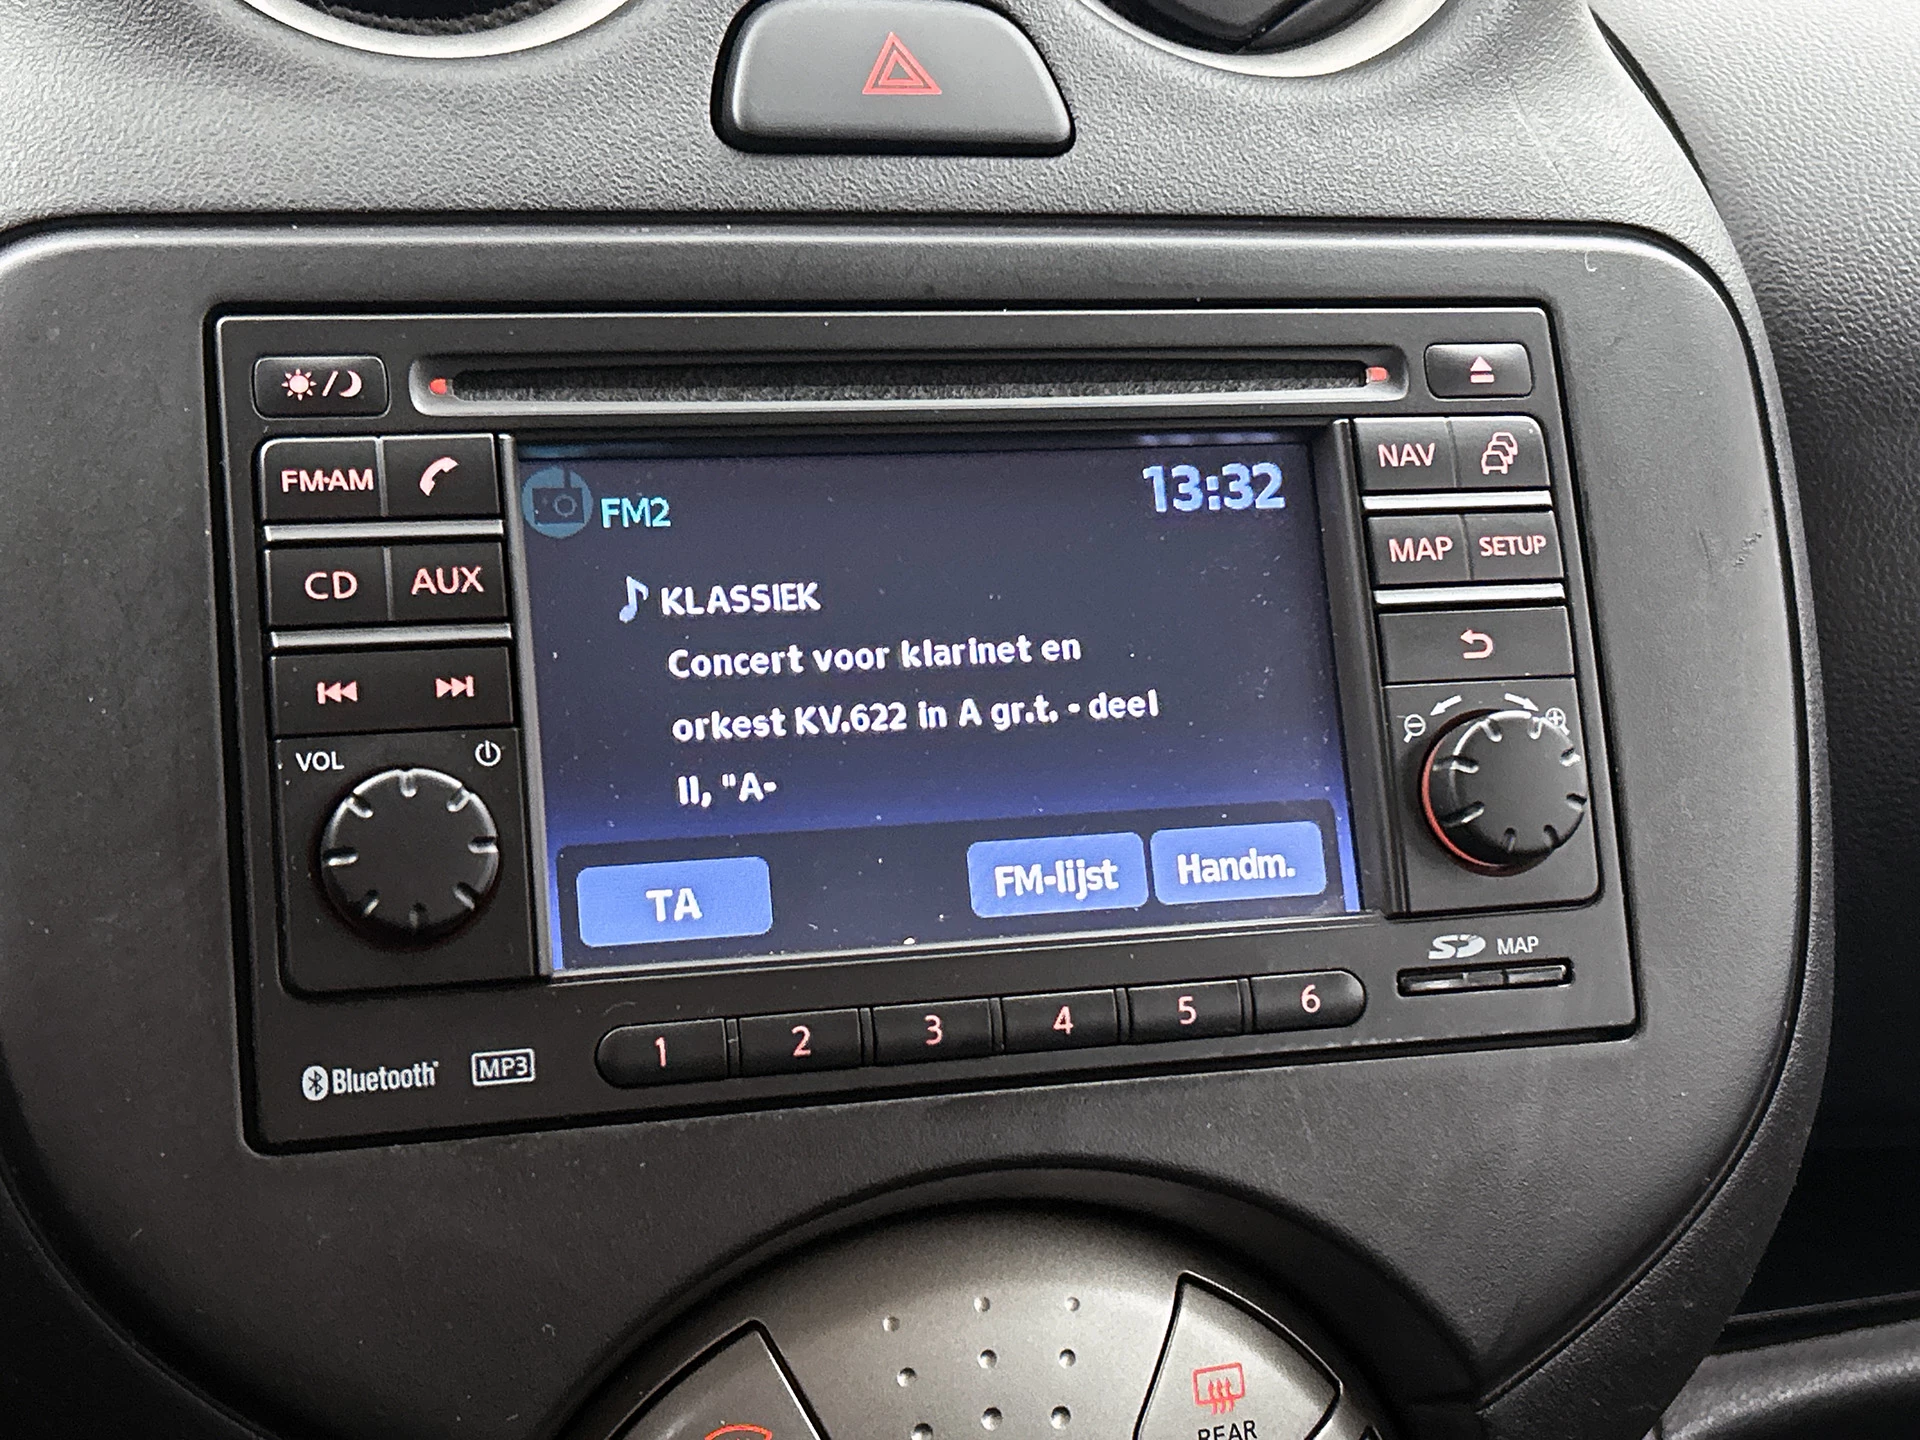 FM·AM
CD
AUX
VOL
FM2
13:32
KLASSIEK
Concert voor klarinet en
orkest KV.622 in A gr.t. - deel
II, "A-
TA
FM-lijst
Handm.
NAV
MAP
SETUP
SD MAP
Bluetooth
MP3
1
2
3
4
5
6
REAR